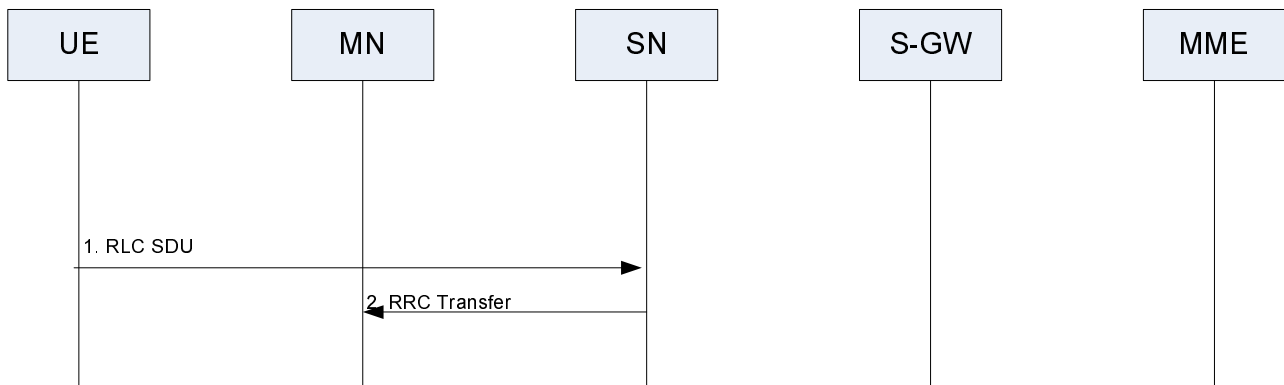 UE
MN
SN
S-GW
MME
1. RLC SDU
2. RRC Transfer